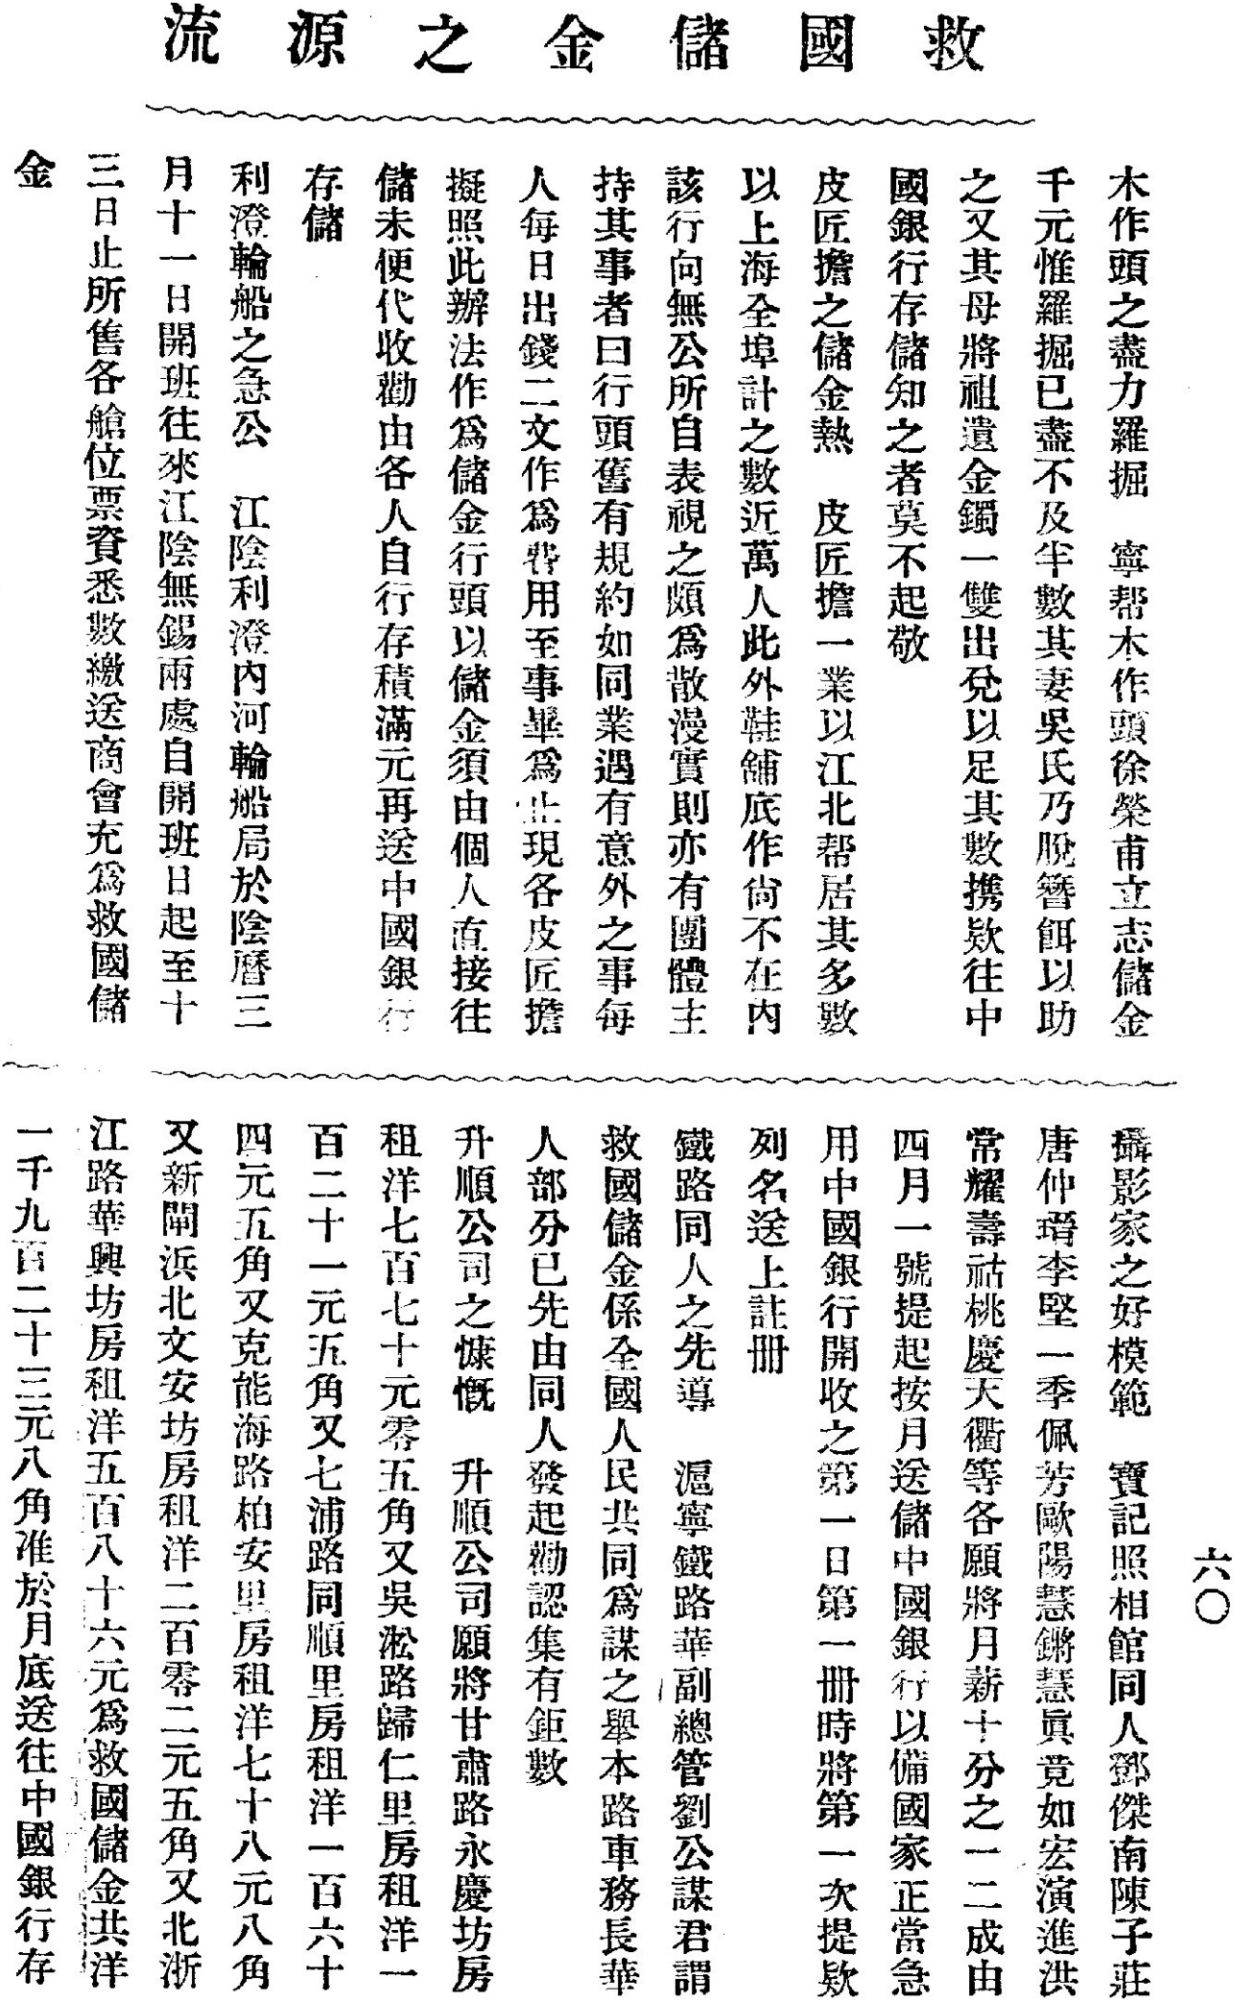 救國儲金之源流
木作頭之盡力羅掘　寧帮木作頭徐榮甫立志儲金
千元惟羅掘已盡不及半數其妻吳氏乃脫簪餌以助
之又其母將祖遺金鐲一雙出兌以足其數携欵往中
國銀行存儲知之者莫不起敬
皮匠擔之儲金熱　皮匠擔一業以江北帮居其多數
以上海全埠計之數近萬人此外鞋舖底作尙不在內
該行向無公所自表視之頗爲散漫實則亦有團體主
持其事者曰行頭舊有規約如同業遇有意外之事每
人每日出錢二文作爲費用至事畢爲止現各皮匠擔
擬照此辦法作爲儲金行頭以儲金須由個人直接往
儲未便代收勸由各人自行存積滿元再送中國銀行
存儲
利澄輪船之急公　江陰利澄內河輪船局於陰曆三
月十一日開班往來江陰無錫兩處自開班日起至十
三日止所售各艙位票資悉數繳送商會充爲救國儲
金
攝影家之好模範　寶記照相館同人鄧傑南陳子莊
唐仲瑨李堅一季佩芳歐陽慧鏘慧眞竟如宏演進洪
常耀壽祜桃慶天衢等各願將月薪十分之一二成由
四月一號提起按月送儲中國銀行以備國家正當急
用中國銀行開收之第一日第一冊時將第一次提欵
列名送上註冊
鐵路同人之先導　滬寧鐵路華副總管劉公謀君謂
救國儲金係全國人民共同爲謀之舉本路車務長華
人部分已先由同人發起勸認集有鉅數
升順公司之慷慨　升順公司願將甘肅路永慶坊房
租洋七百七十元零五角又吳淞路歸仁里房租洋一
百二十一元五角又七浦路同順里房租洋一百六十
四元五角又克能海路柏安里房租洋七十八元八角
又新閘浜北文安坊房租洋二百零二元五角又北浙
江路華興坊房租洋五百八十六元爲救國儲金共洋
一千九百二十三元八角准於月底送往中國銀行存
六〇